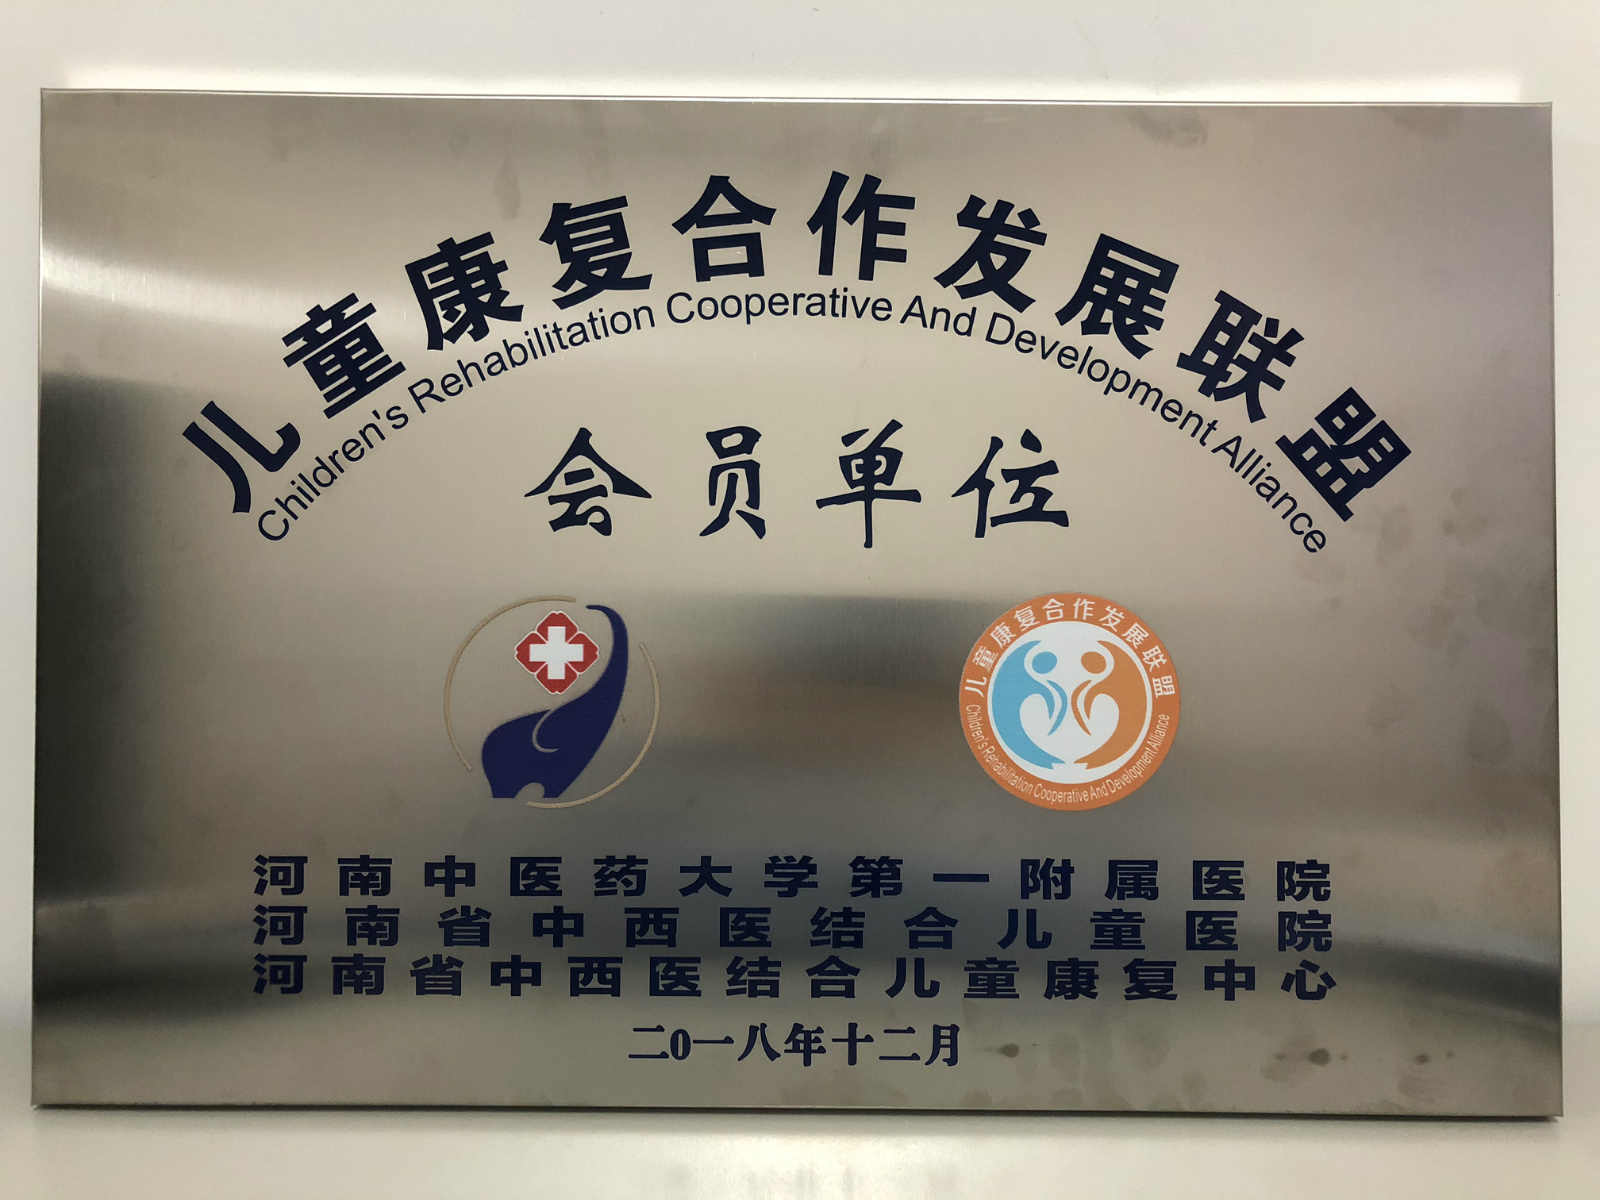 儿童康复合作发展联盟
Children's Rehabilitation Cooperative And Development Alliance
会员单位
儿童康复合作发展联盟
Children's Rehabilitation Cooperative And Development Alliance
河南中医药大学第一附属医院
河南省中西医结合儿童医院
河南省中西医结合儿童康复中心
二0一八年十二月